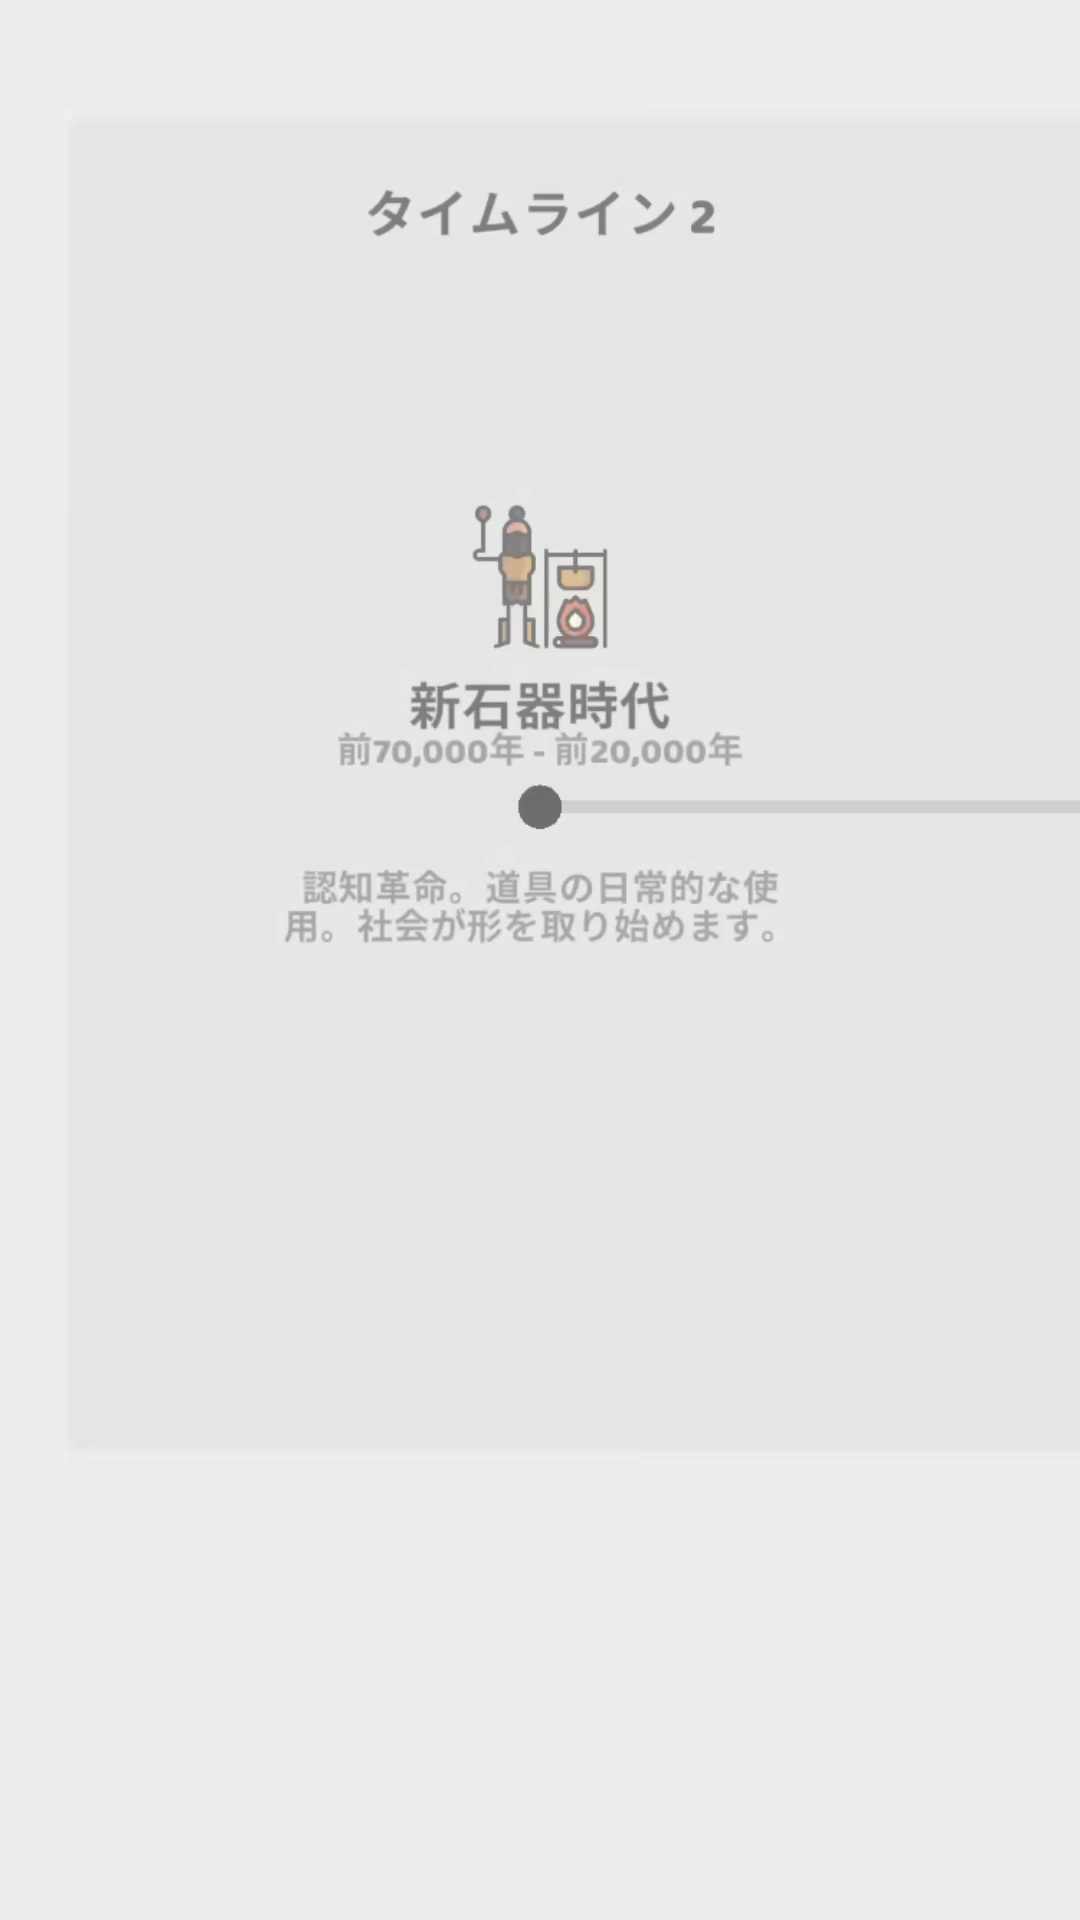 タイムライン 2
新石器時代
前70,000年 - 前20,000年
認知革命。道具の日常的な使
用。社会が形を取り始めます。